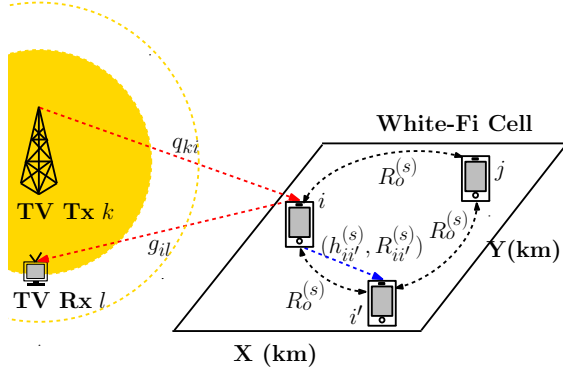 White-Fi Cell
q_{ki}
R_o^{(s)}
j
i
TV Tx k
R_o^{(s)}
g_{il}
(h_{ii'}^{(s)}, R_{ii'}^{(s)})
Y(km)
R_o^{(s)}
TV Rx l
i'
X (km)